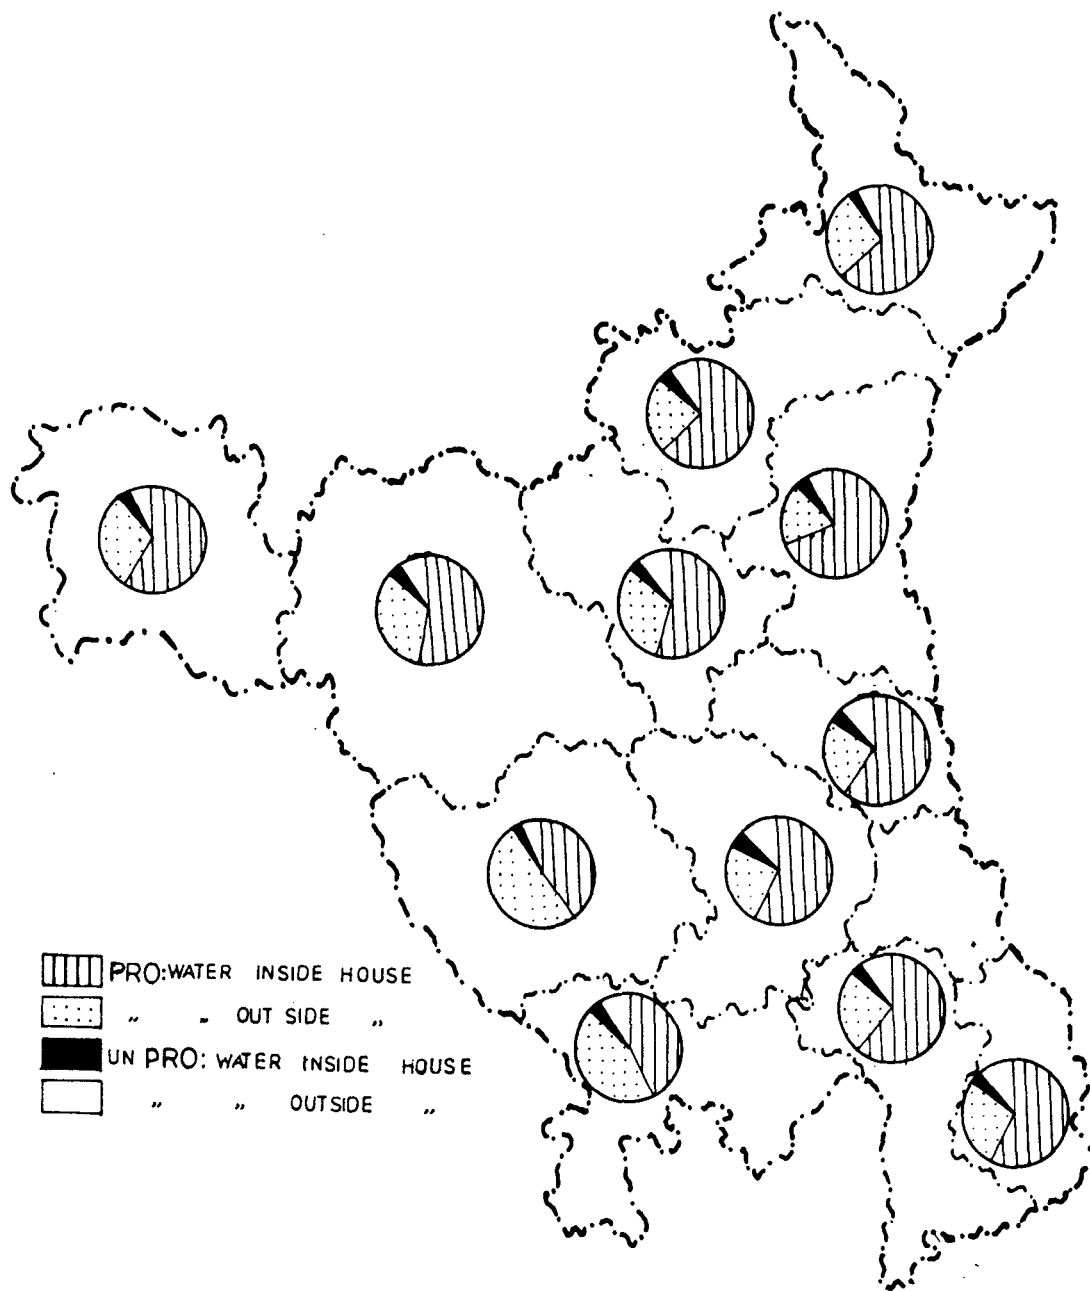 PRO: WATER INSIDE HOUSE
„ „ OUT SIDE „
UN PRO: WATER INSIDE HOUSE
„ „ OUTSIDE „